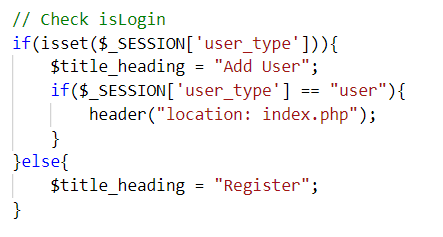 // Check isLogin
if(isset($_SESSION['user_type'])){
    $title_heading = "Add User";
    if($_SESSION['user_type'] == "user"){
        header("location: index.php");
    }
}else{
    $title_heading = "Register";
}